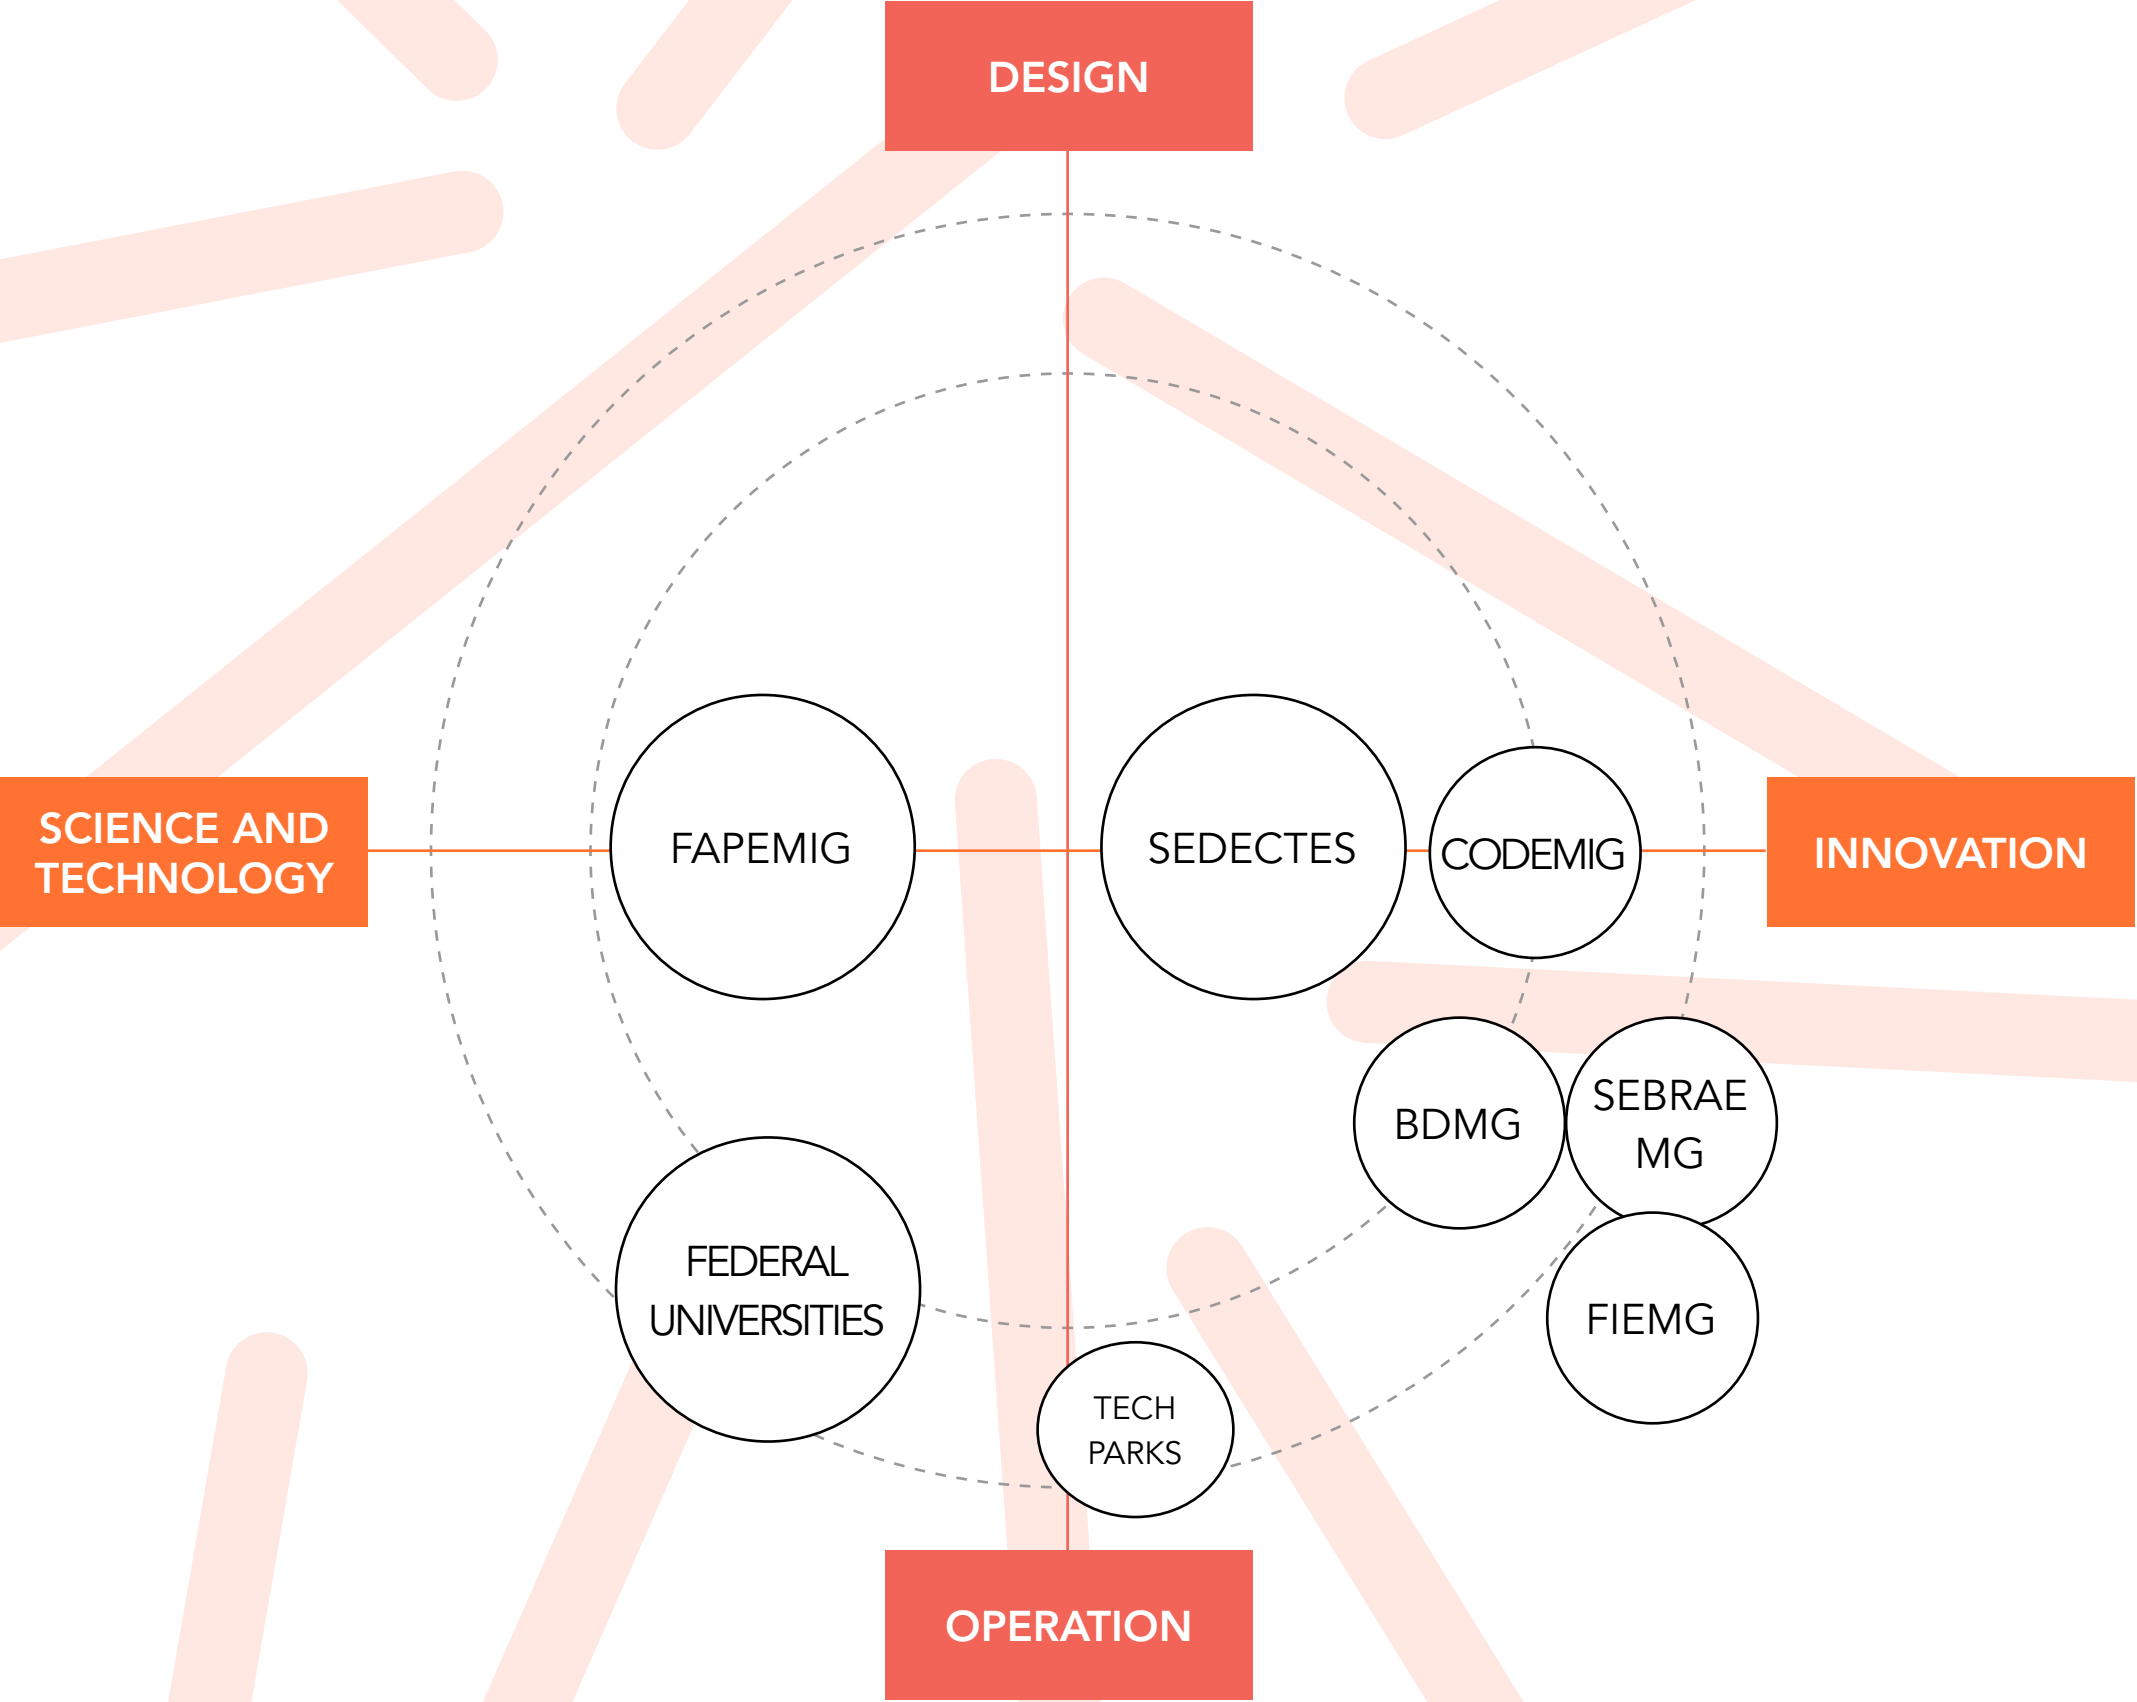 DESIGN
SCIENCE AND
TECHNOLOGY
FAPEMIG
SEDECTES
CODEMIG
INNOVATION
BDMG
SEBRAE
MG
FEDERAL
UNIVERSITIES
FIEMG
TECH
PARKS
OPERATION